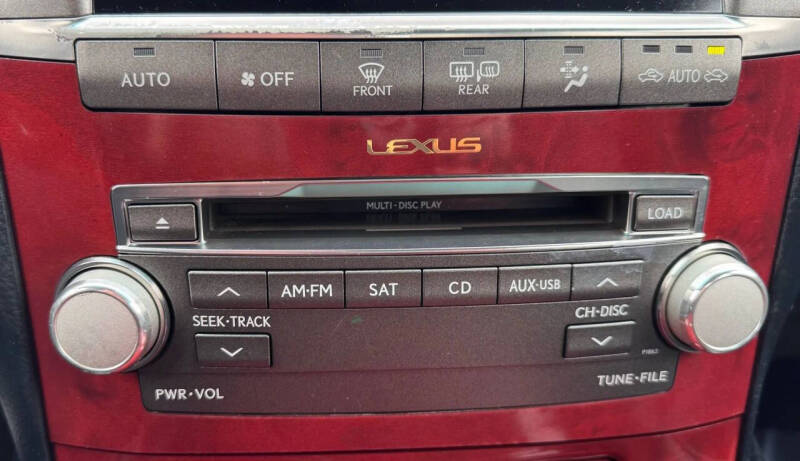 AUTO OFF FRONT REAR AUTO
LEXUS
MULTI-DISC PLAY
LOAD
AM·FM SAT CD AUX·USB
SEEK·TRACK CH·DISC
PWR·VOL TUNE·FILE